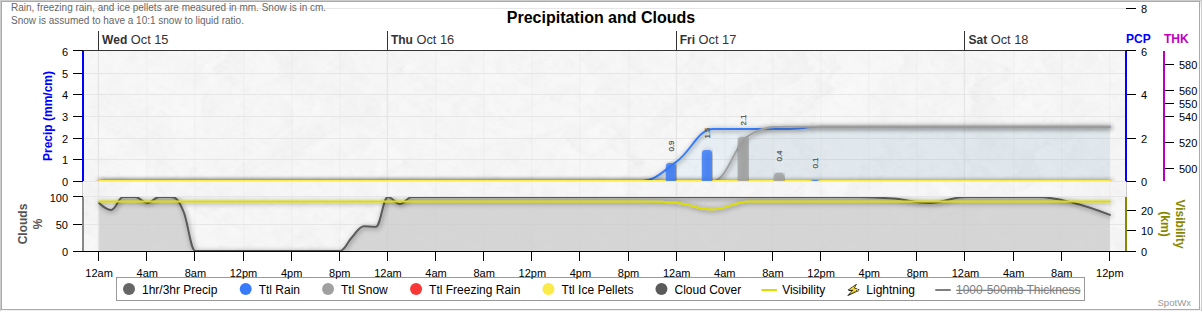 Rain, freezing rain, and ice pellets are measured in mm. Snow is in cm.
Snow is assumed to have a 10:1 snow to liquid ratio.
Precipitation and Clouds
8
Wed Oct 15 Thu Oct 16 Fri Oct 17 Sat Oct 18
PCP THK
Precip (mm/cm)
6 5 4 3 2 1 0
0.9 2.1 0.4 0.1
6 4 2 0
580 560 550 540 520 500
Clouds %
100 50 0
20 10 0
Visibility (km)
12am 4am 8am 12pm 4pm 8pm 12am 4am 8am 12pm 4pm 8pm 12am 4am 8am 12pm 4pm 8pm 12am 4am 8am 12pm
1hr/3hr Precip Ttl Rain Ttl Snow Ttl Freezing Rain Ttl Ice Pellets Cloud Cover Visibility Lightning 1000-500mb Thickness
SpotWx